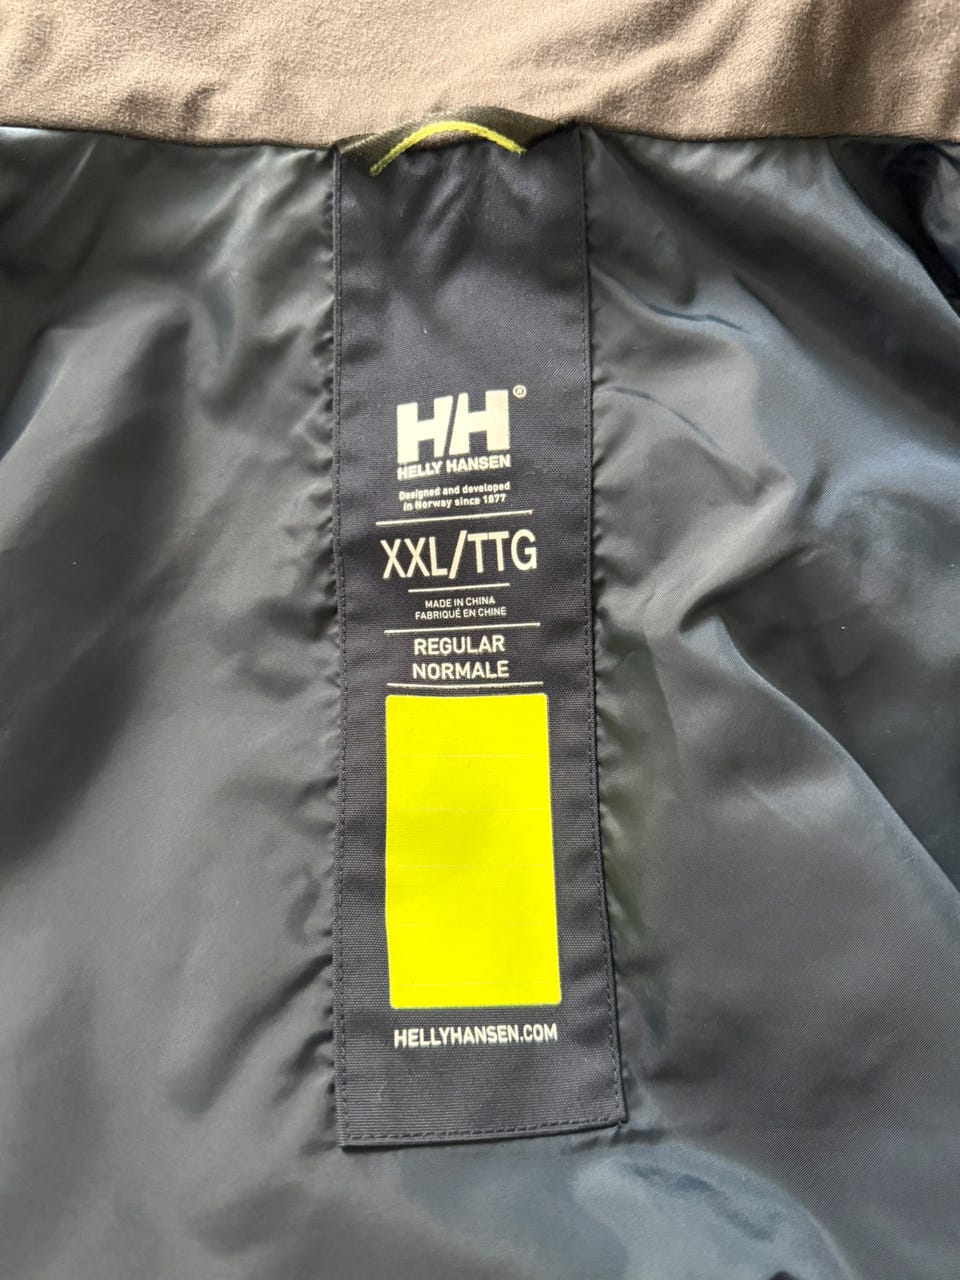 HH®
HELLY HANSEN
Designed and developed
in Norway since 1877
XXL/TTG
MADE IN CHINA
FABRIQUÉ EN CHINE
REGULAR
NORMALE
HELLYHANSEN.COM